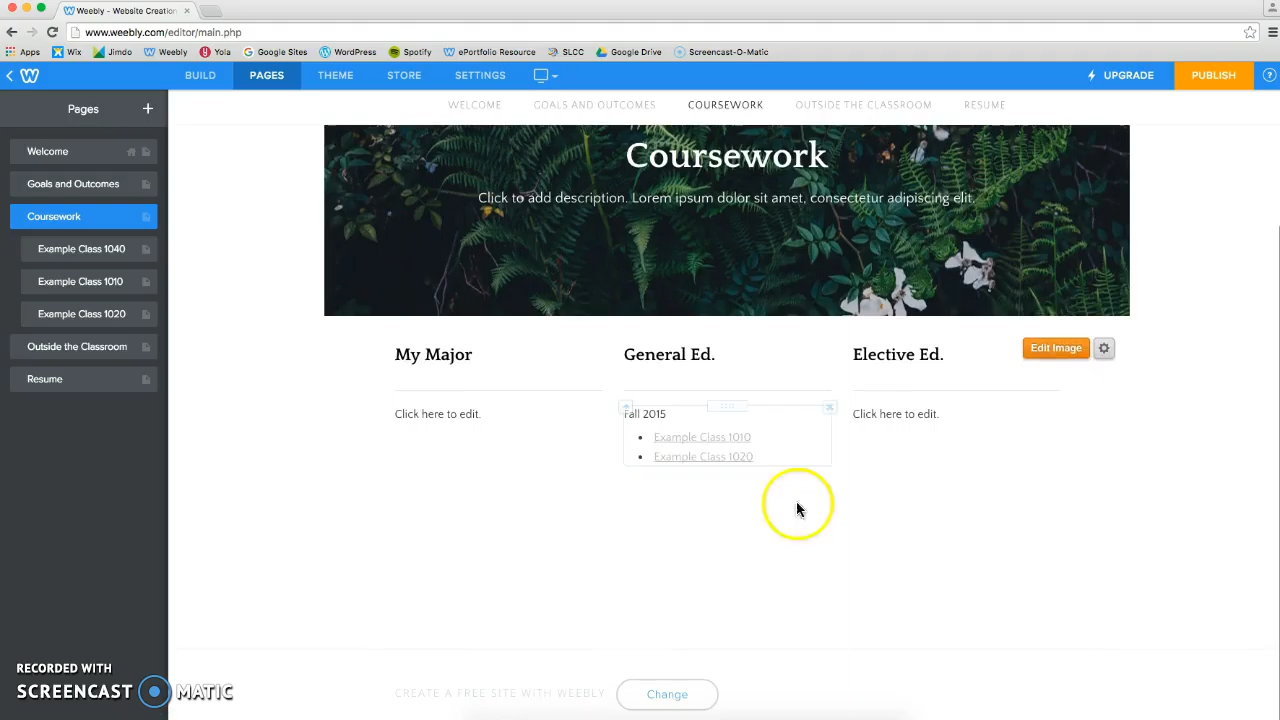 Weebly - Website Creation
www.weebly.com/editor/main.php
Apps Wix Jimdo Weebly Yola Google Sites WordPress Spotify ePortfolio Resource SLCC Google Drive Screencast-O-Matic
BUILD PAGES THEME STORE SETTINGS UPGRADE PUBLISH ?
Pages +
WELCOME GOALS AND OUTCOMES COURSEWORK OUTSIDE THE CLASSROOM RESUME
Welcome
Goals and Outcomes
Coursework
Example Class 1040
Example Class 1010
Example Class 1020
Outside the Classroom
Resume
Coursework
Click to add description. Lorem ipsum dolor sit amet, consectetur adipiscing elit.
My Major
Click here to edit.
General Ed.
Fall 2015
Example Class 1010
Example Class 1020
Elective Ed.
Edit Image
Click here to edit.
CREATE A FREE SITE WITH WEEBLY Change
RECORDED WITH
SCREENCAST MATIC